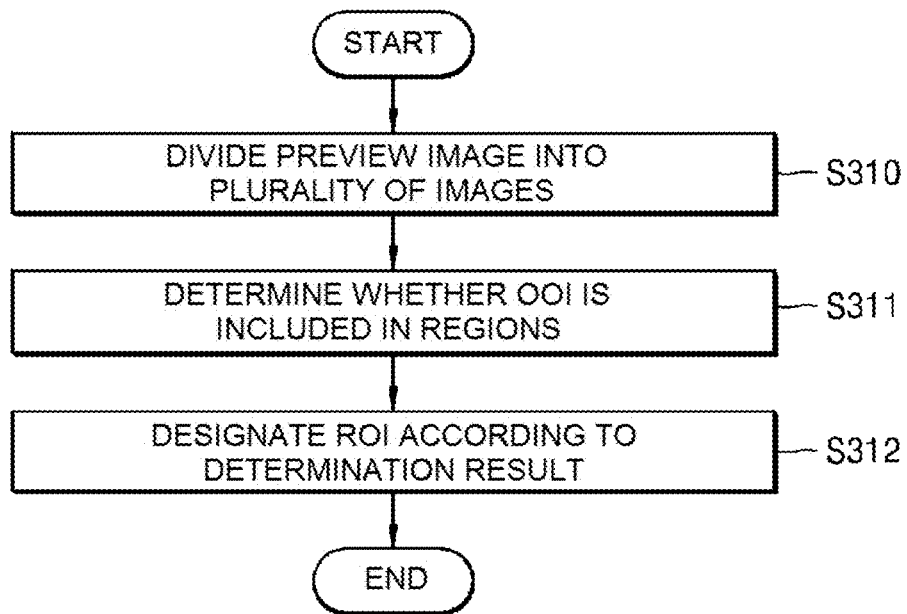 START
DIVIDE PREVIEW IMAGE INTO
PLURALITY OF IMAGES
S310
DETERMINE WHETHER OOI IS
INCLUDED IN REGIONS
S311
DESIGNATE ROI ACCORDING TO
DETERMINATION RESULT
S312
END